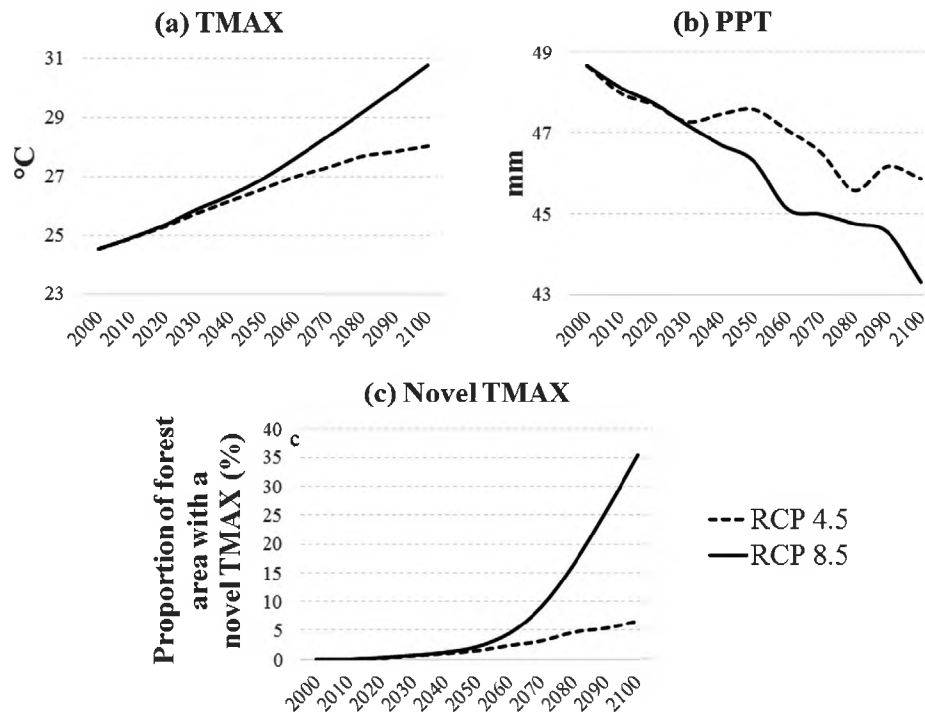 (a) TMAX
31
29
27
25
23
°C
2000 2010 2020 2030 2040 2050 2060 2070 2080 2090 2100
(b) PPT
49
47
45
43
mm
2000 2010 2020 2030 2040 2050 2060 2070 2080 2090 2100
(c) Novel TMAX
c
40
35
30
25
20
15
10
5
0
Proportion of forest
area with a
novel TMAX (%)
2000 2010 2020 2030 2040 2050 2060 2070 2080 2090 2100
RCP 4.5
RCP 8.5